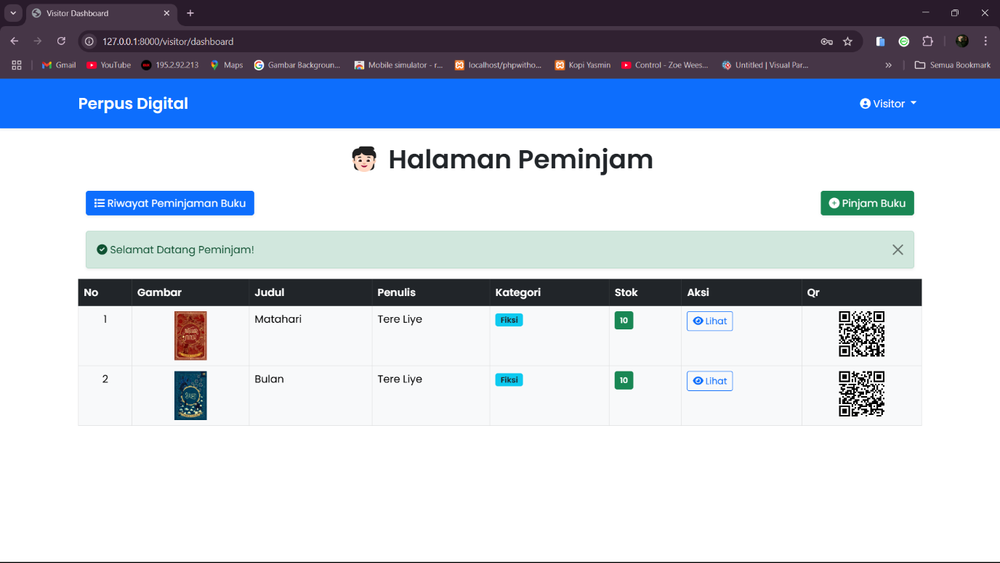 Visitor Dashboard
127.0.0.1:8000/visitor/dashboard
Gmail YouTube 195.2.92.213 Maps Gambar Backgroun... Mobile simulator - r... localhost/phpwitho... Kopi Yasmin Control - Zoe Wees... Untitled | Visual Par... » Semua Bookmark
Perpus Digital
Visitor
Halaman Peminjam
Riwayat Peminjaman Buku
Pinjam Buku
Selamat Datang Peminjam!
No Gambar Judul Penulis Kategori Stok Aksi Qr
1 Matahari Tere Liye Fiksi 10 Lihat
2 Bulan Tere Liye Fiksi 10 Lihat